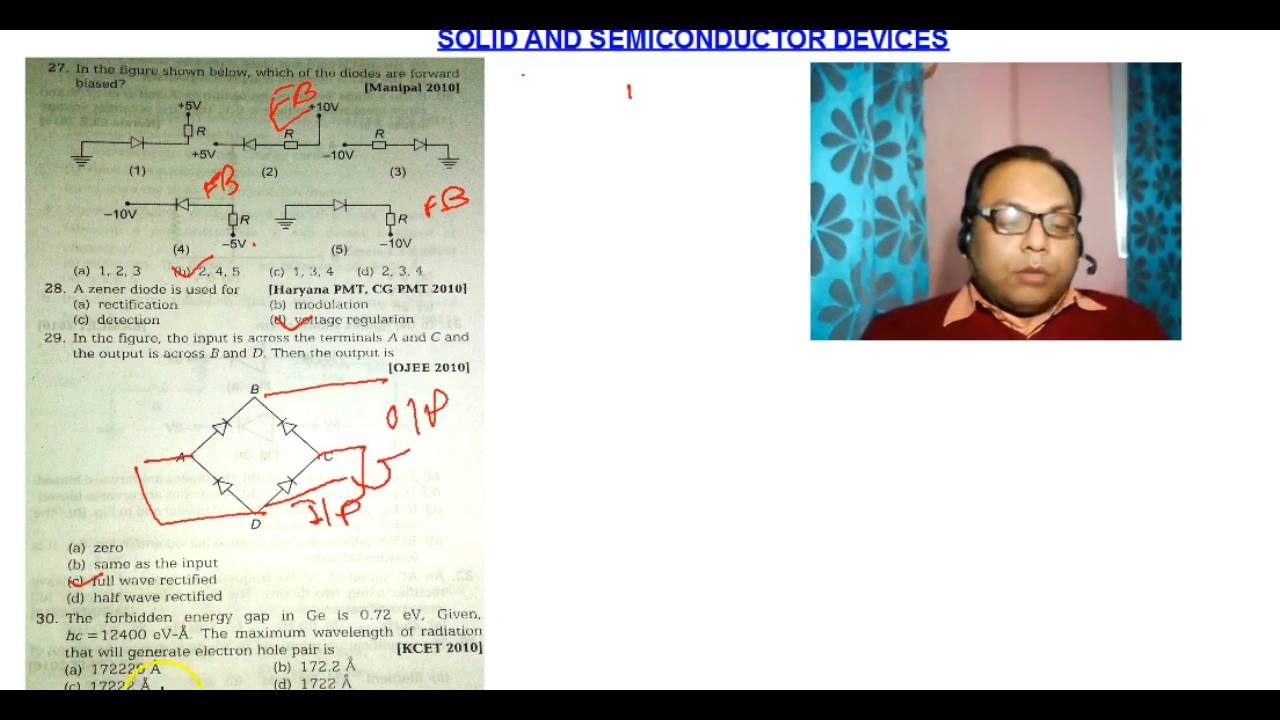 SOLID AND SEMICONDUCTOR DEVICES
27. In the figure shown below, which of the diodes are forward
biased? [Manipal 2010]
+5V
R
(1)
FB
+10V
R
+5V
(2)
R
−10V
(3)
FB
−10V
R
−5V
(4)
FB
R
−10V
(5)
(a) 1, 2, 3 (b) 2, 4, 5 (c) 1, 3, 4 (d) 2, 3, 4
28. A zener diode is used for [Haryana PMT, CG PMT 2010]
(a) rectification (b) modulation
(c) detection (d) voltage regulation
29. In the figure, the input is across the terminals A and C and
the output is across B and D. Then the output is
[OJEE 2010]
B
O/P
A
C
I/P
D
(a) zero
(b) same as the input
(c) full wave rectified
(d) half wave rectified
30. The forbidden energy gap in Ge is 0.72 eV, Given,
hc = 12400 eV-Å. The maximum wavelength of radiation
that will generate electron hole pair is [KCET 2010]
(a) 172220 Å (b) 172.2 Å
(c) 17222 Å (d) 1722 Å